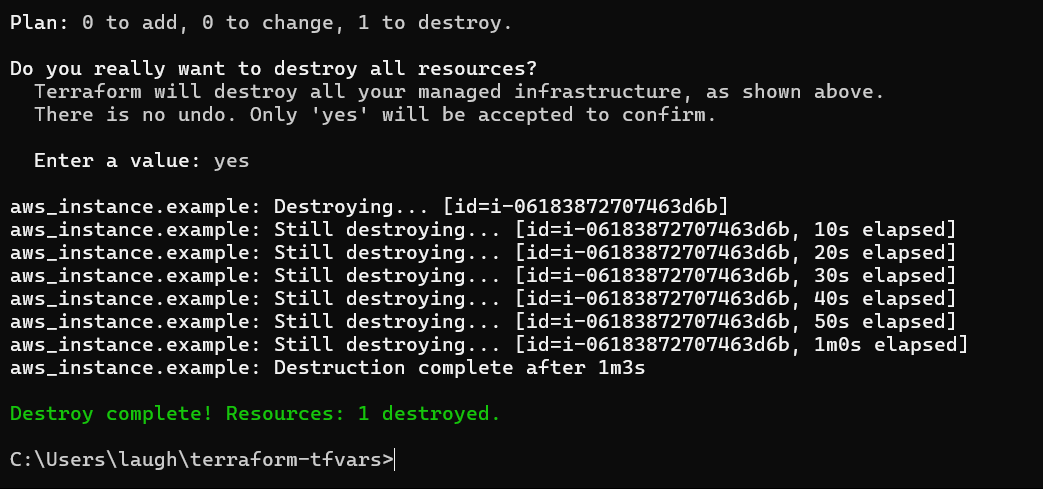 Plan: 0 to add, 0 to change, 1 to destroy.
Do you really want to destroy all resources?
Terraform will destroy all your managed infrastructure, as shown above.
There is no undo. Only 'yes' will be accepted to confirm.
Enter a value: yes
aws_instance.example: Destroying... [id=i-06183872707463d6b]
aws_instance.example: Still destroying... [id=i-06183872707463d6b, 10s elapsed]
aws_instance.example: Still destroying... [id=i-06183872707463d6b, 20s elapsed]
aws_instance.example: Still destroying... [id=i-06183872707463d6b, 30s elapsed]
aws_instance.example: Still destroying... [id=i-06183872707463d6b, 40s elapsed]
aws_instance.example: Still destroying... [id=i-06183872707463d6b, 50s elapsed]
aws_instance.example: Still destroying... [id=i-06183872707463d6b, 1m0s elapsed]
aws_instance.example: Destruction complete after 1m3s
Destroy complete! Resources: 1 destroyed.
C:\Users\laugh\terraform-tfvars>